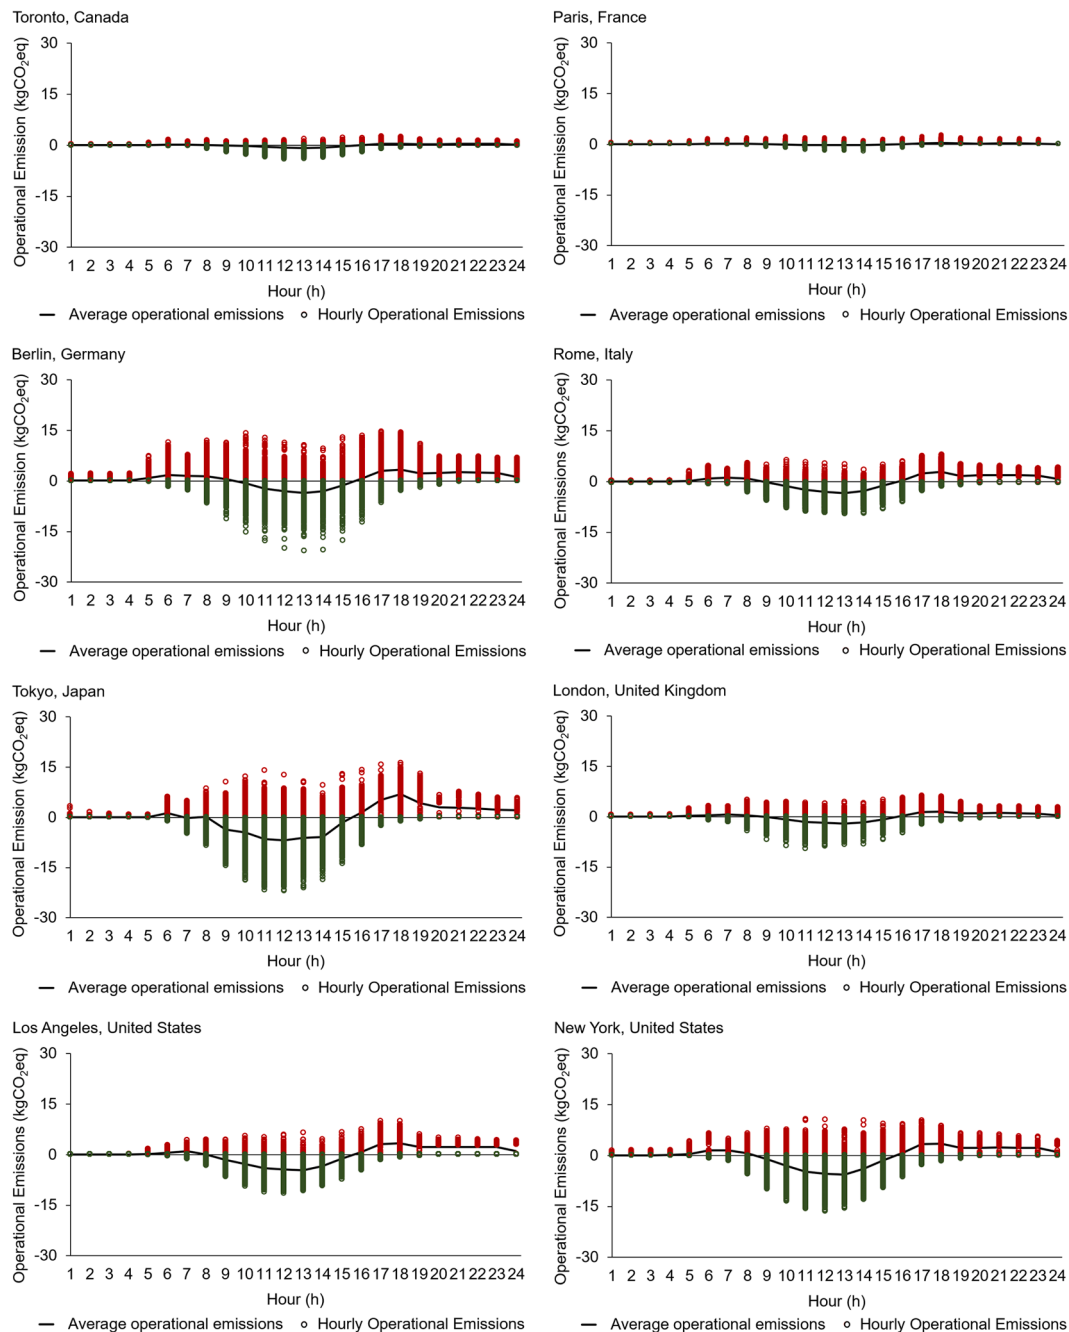 Toronto, Canada
Operational Emission (kgCO₂eq)
30
15
0
-15
-30
1 2 3 4 5 6 7 8 9 10 11 12 13 14 15 16 17 18 19 20 21 22 23 24
Hour (h)
Average operational emissions Hourly Operational Emissions
Paris, France
Operational Emission (kgCO₂eq)
30
15
0
-15
-30
1 2 3 4 5 6 7 8 9 10 11 12 13 14 15 16 17 18 19 20 21 22 23 24
Hour (h)
Average operational emissions Hourly Operational Emissions
Berlin, Germany
Operational Emission (kgCO₂eq)
30
15
0
-15
-30
1 2 3 4 5 6 7 8 9 10 11 12 13 14 15 16 17 18 19 20 21 22 23 24
Hour (h)
Average operational emissions Hourly Operational Emissions
Rome, Italy
Operational Emissions (kgCO₂eq)
30
15
0
-15
-30
1 2 3 4 5 6 7 8 9 10 11 12 13 14 15 16 17 18 19 20 21 22 23 24
Hour (h)
Average operational emissions Hourly Operational Emissions
Tokyo, Japan
Operational Emission (kgCO₂eq)
30
15
0
-15
-30
1 2 3 4 5 6 7 8 9 10 11 12 13 14 15 16 17 18 19 20 21 22 23 24
Hour (h)
Average operational emissions Hourly Operational Emissions
London, United Kingdom
Operational Emission (kgCO₂eq)
30
15
0
-15
-30
1 2 3 4 5 6 7 8 9 10 11 12 13 14 15 16 17 18 19 20 21 22 23 24
Hour (h)
Average operational emissions Hourly Operational Emissions
Los Angeles, United States
Operational Emissions (kgCO₂eq)
30
15
0
-15
-30
1 2 3 4 5 6 7 8 9 10 11 12 13 14 15 16 17 18 19 20 21 22 23 24
Hour (h)
Average operational emissions Hourly Operational Emissions
New York, United States
Operational Emissions (kgCO₂eq)
30
15
0
-15
-30
1 2 3 4 5 6 7 8 9 10 11 12 13 14 15 16 17 18 19 20 21 22 23 24
Hour (h)
Average operational emissions Hourly Operational Emissions